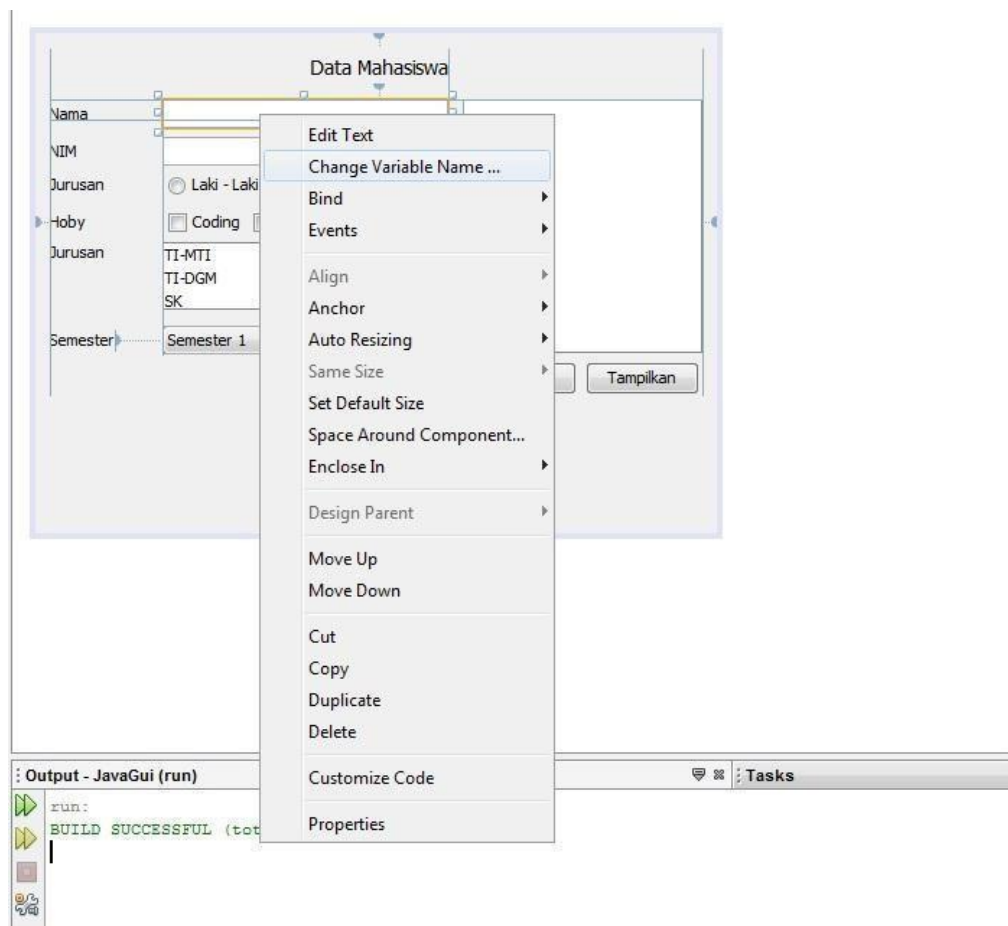 Data Mahasiswa
Nama
NIM
Jurusan
Laki - Laki
Hoby
Coding
Jurusan
TI-MTI
TI-DGM
SK
Semester
Semester 1
Tampilkan
Edit Text
Change Variable Name ...
Bind
Events
Align
Anchor
Auto Resizing
Same Size
Set Default Size
Space Around Component...
Enclose In
Design Parent
Move Up
Move Down
Cut
Copy
Duplicate
Delete
Customize Code
Properties
Output - JavaGui (run)
Tasks
run:
BUILD SUCCESSFUL (tot